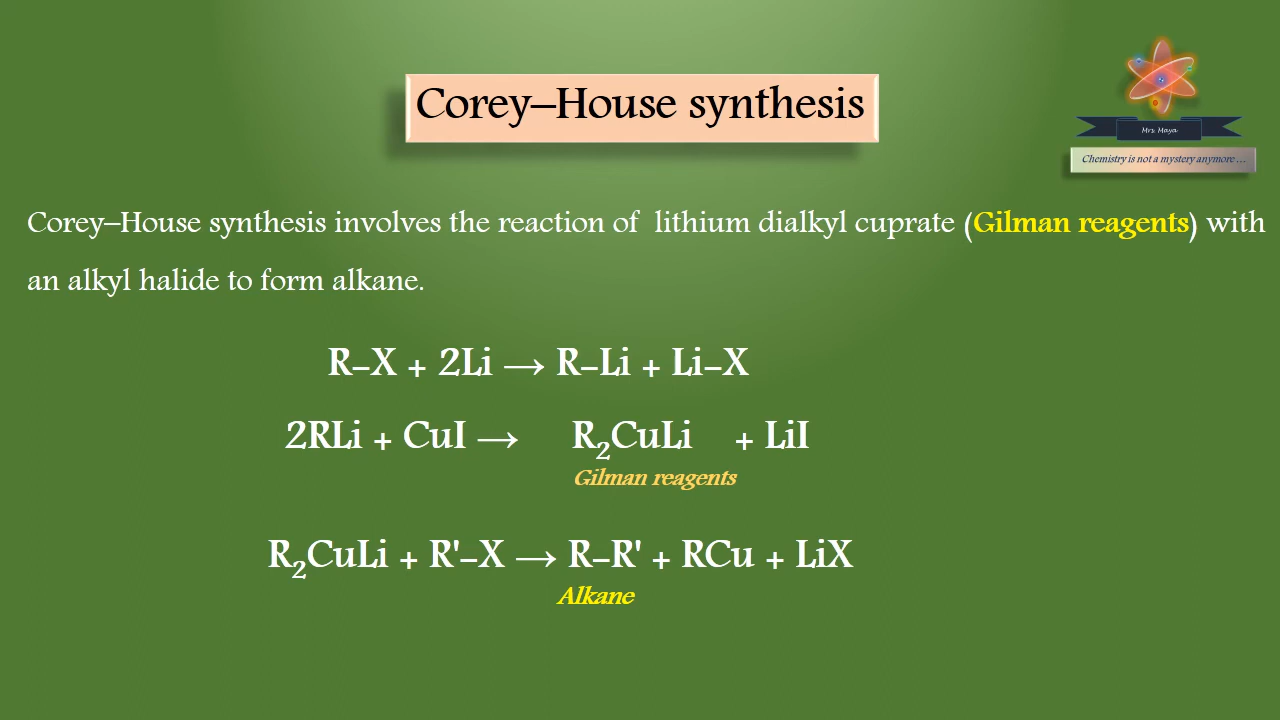 Corey–House synthesis
Mrs. Maya
Chemistry is not a mystery anymore ...
Corey–House synthesis involves the reaction of lithium dialkyl cuprate (Gilman reagents) with
an alkyl halide to form alkane.
R–X + 2Li → R–Li + Li–X
2RLi + CuI → R₂CuLi + LiI
Gilman reagents
R₂CuLi + R'–X → R–R' + RCu + LiX
Alkane